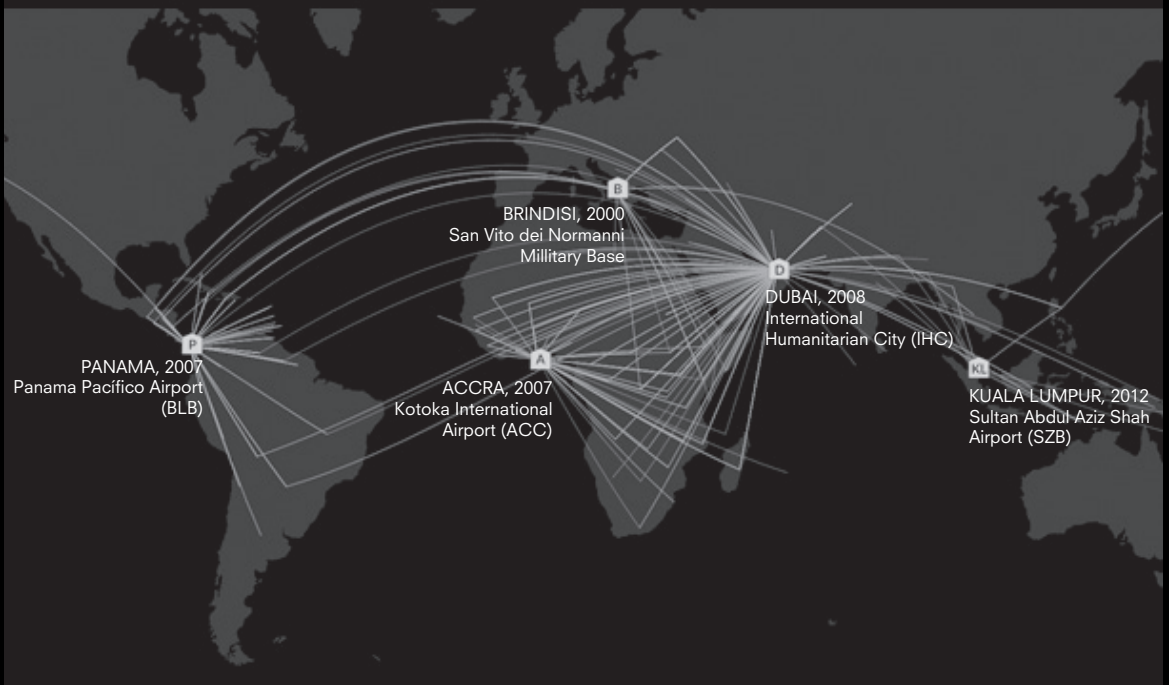 B
BRINDISI, 2000
San Vito dei Normanni
Millitary Base
D
DUBAI, 2008
International
Humanitarian City (IHC)
P
PANAMA, 2007
Panama Pacífico Airport
(BLB)
A
ACCRA, 2007
Kotoka International
Airport (ACC)
KL
KUALA LUMPUR, 2012
Sultan Abdul Aziz Shah
Airport (SZB)